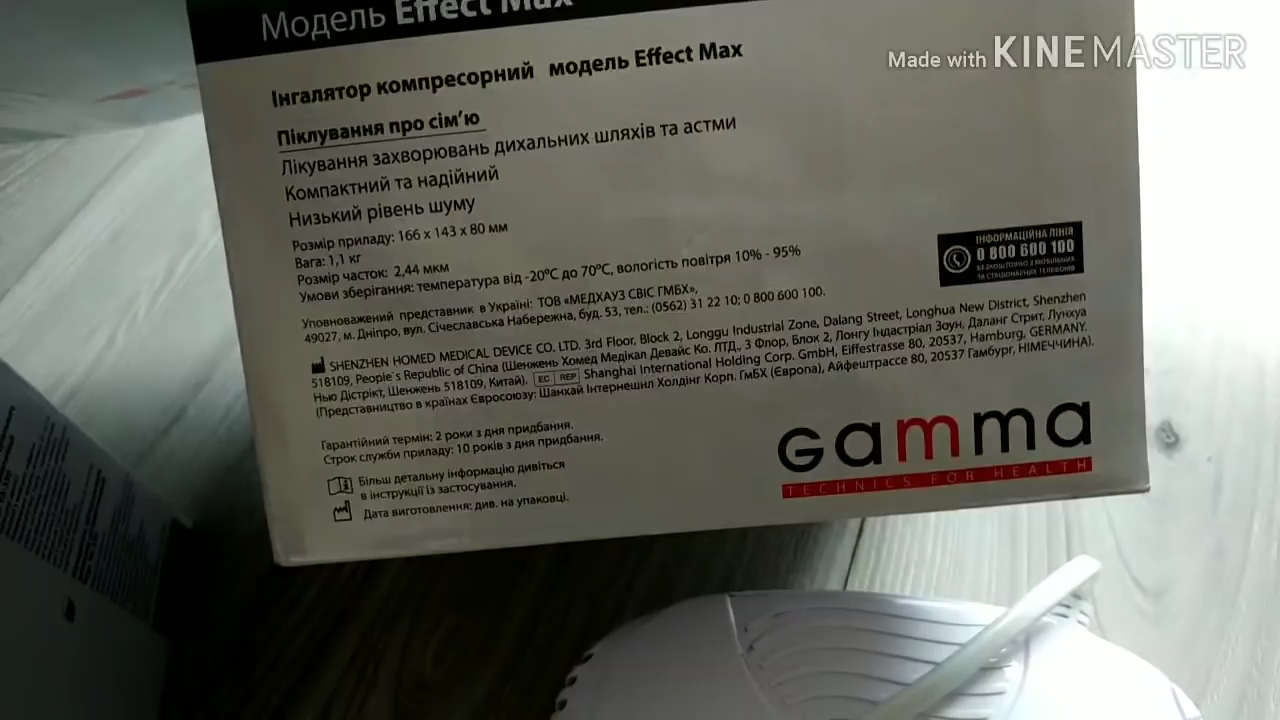 Модель Effect Max
Made with KINEMASTER
Інгалятор компресорний модель Effect Max
Піклування про сім’ю
Лікування захворювань дихальних шляхів та астми
Компактний та надійний
Низький рівень шуму
Розмір приладу: 166 x 143 x 80 мм
Вага: 1,1 кг
Розмір часток: 2,44 мкм
Умови зберігання: температура від -20°C до 70°C, вологість повітря 10% - 95%
ІНФОРМАЦІЙНА ЛІНІЯ
0 800 600 100
БЕЗКОШТОВНО З МОБІЛЬНИХ
ТА СТАЦІОНАРНИХ ТЕЛЕФОНІВ
Уповноважений представник в Україні: ТОВ «МЕДХАУЗ СВІС ГМБХ»,
49027, м. Дніпро, вул. Січеславська Набережна, буд. 53, тел.: (0562) 31 22 10; 0 800 600 100.
SHENZHEN HOMED MEDICAL DEVICE CO. LTD. 3rd Floor, Block 2, Longgu Industrial Zone, Dalang Street, Longhua New District, Shenzhen
518109, People`s Republic of China (Шенжень Хомед Медікал Девайс Ко. ЛТД., 3 Флор, Блок 2, Лонгу Індастріал Зоун, Даланг Стрит, Лунхуа
Нью Дістрікт, Шенжень 518109, Китай). EC REP Shanghai International Holding Corp. GmbH, Eiffestrasse 80, 20537, Hamburg, GERMANY.
(Представництво в країнах Євросоюзу: Шанхай Інтернешнл Холдінг Корп. ГмБХ (Європа), Айфештрассе 80, 20537 Гамбург, НІМЕЧЧИНА).
Гарантійний термін: 2 роки з дня придбання.
Строк служби приладу: 10 років з дня придбання.
Більш детальну інформацію дивіться
в інструкції із застосування.
Дата виготовлення: див. на упаковці.
Gamma
TECHNICS FOR HEALTH